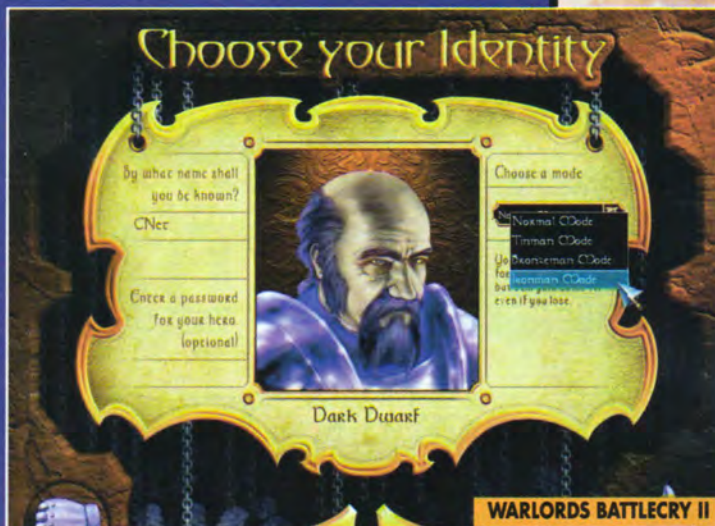 Choose your Identity
By what name shall
you be known?
CNet
Enter a password
for your hero.
(optional)
Dark Dwarf
Choose a mode
Normal Mode
Tinman Mode
Bronzeman Mode
Ironman Mode
even if you lose.
WARLORDS BATTLECRY II